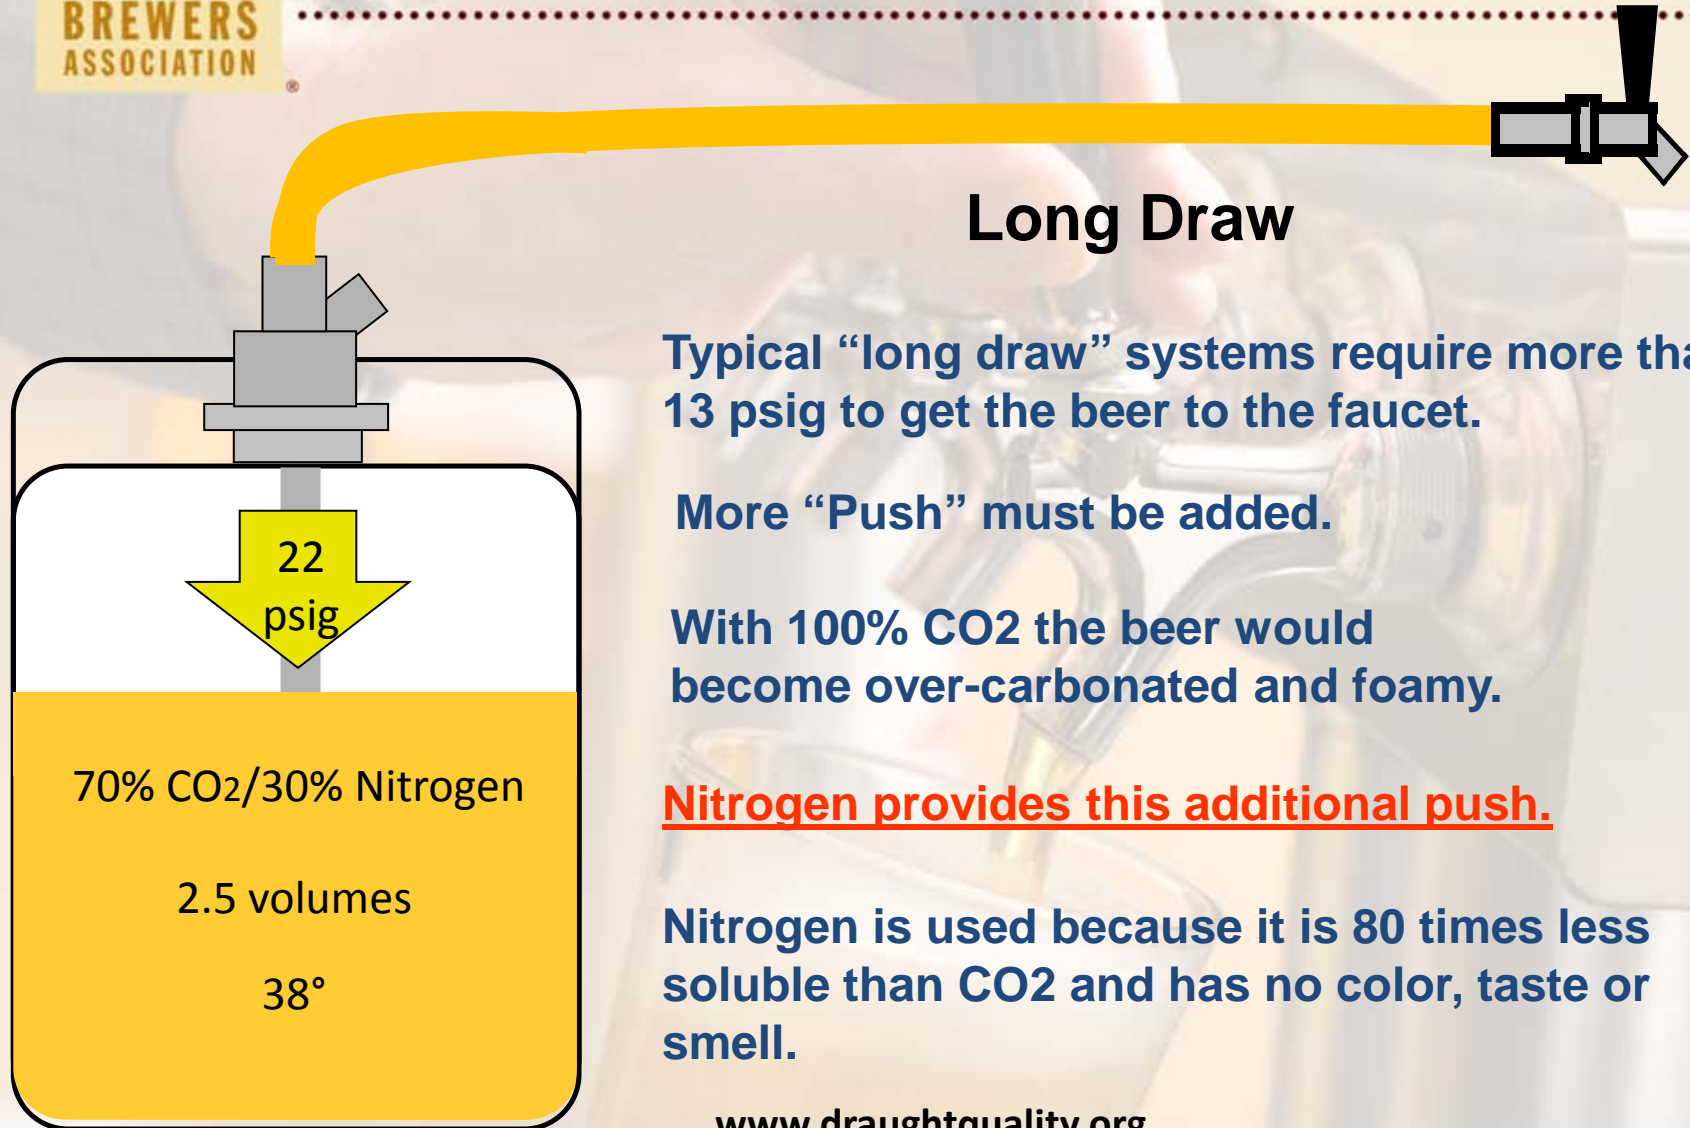 BREWERS
ASSOCIATION
®
Long Draw
Typical “long draw” systems require more tha
13 psig to get the beer to the faucet.
More “Push” must be added.
With 100% CO2 the beer would
become over-carbonated and foamy.
Nitrogen provides this additional push.
Nitrogen is used because it is 80 times less
soluble than CO2 and has no color, taste or
smell.
22
psig
70% CO2/30% Nitrogen
2.5 volumes
38°
www.draughtquality.org